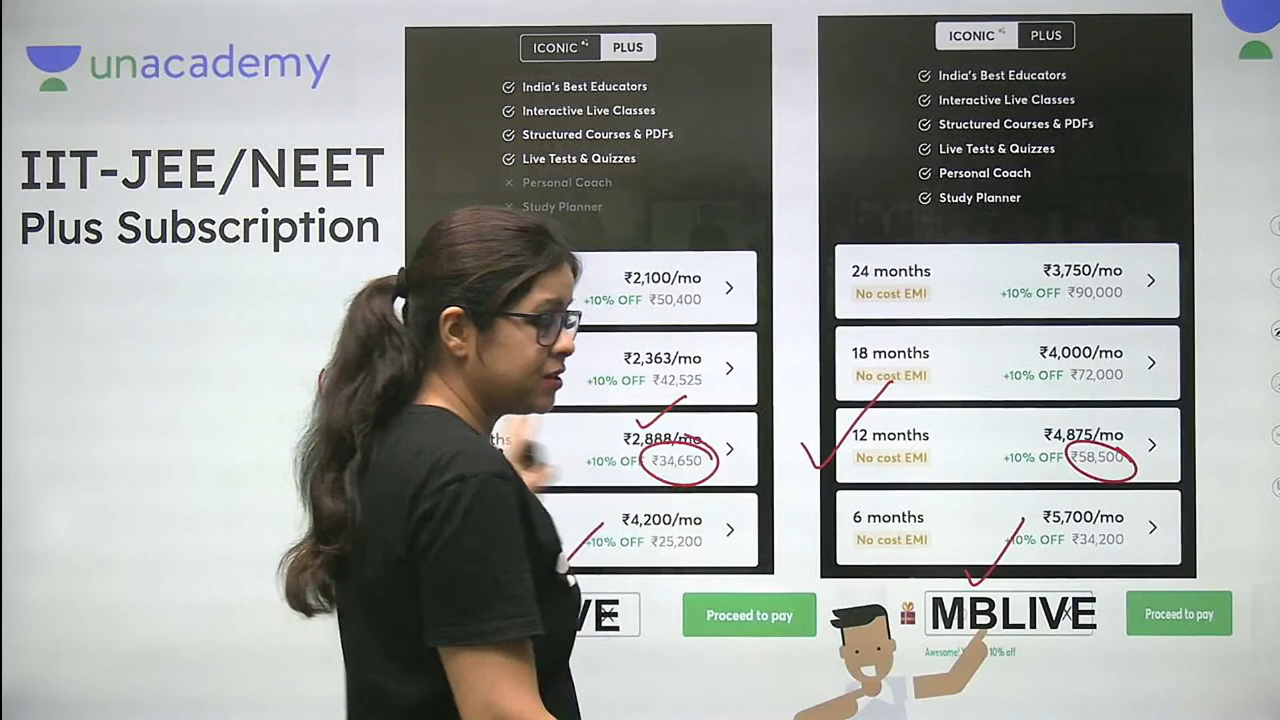 unacademy
IIT-JEE/NEET
Plus Subscription
ICONIC PLUS
India's Best Educators
Interactive Live Classes
Structured Courses & PDFs
Live Tests & Quizzes
Personal Coach
Study Planner
₹2,100/mo
+10% OFF ₹50,400
₹2,363/mo
+10% OFF ₹42,525
ths ₹2,888/mo
+10% OFF ₹34,650
₹4,200/mo
+10% OFF ₹25,200
VE
Proceed to pay
ICONIC PLUS
India's Best Educators
Interactive Live Classes
Structured Courses & PDFs
Live Tests & Quizzes
Personal Coach
Study Planner
24 months ₹3,750/mo
No cost EMI +10% OFF ₹90,000
18 months ₹4,000/mo
No cost EMI +10% OFF ₹72,000
12 months ₹4,875/mo
No cost EMI +10% OFF ₹58,500
6 months ₹5,700/mo
No cost EMI +10% OFF ₹34,200
MBLIVE
Proceed to pay
Awesome! 10% off